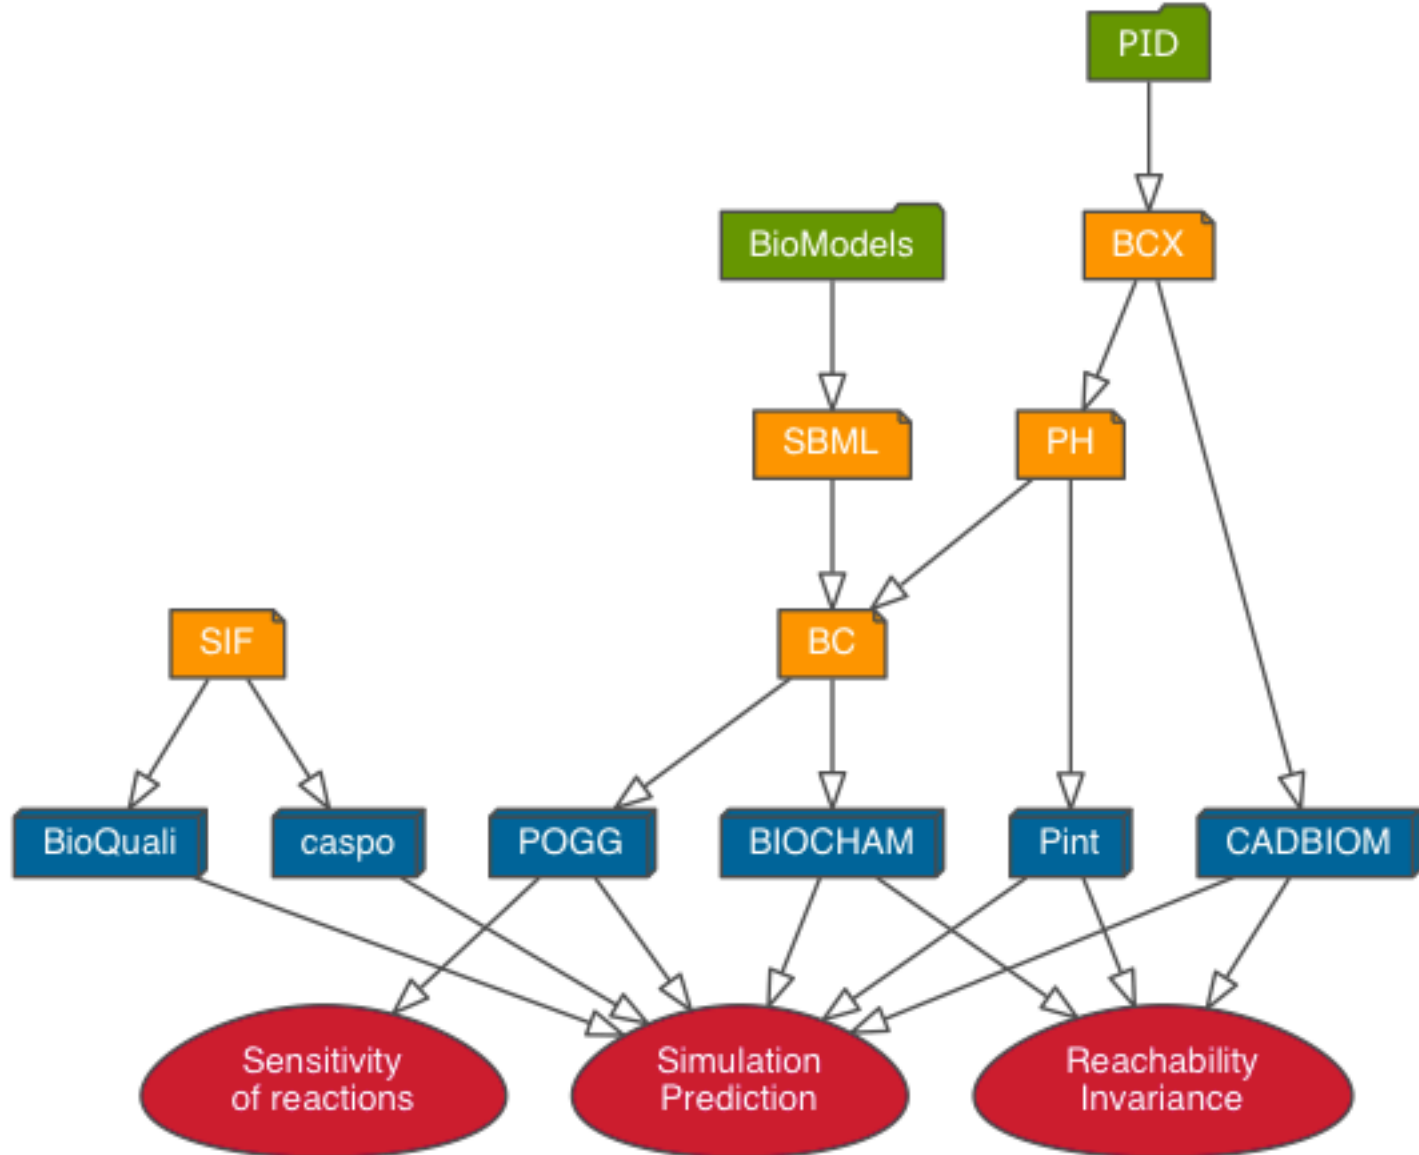 PID
BioModels
BCX
SBML
PH
SIF
BC
BioQuali
caspo
POGG
BIOCHAM
Pint
CADBIOM
Sensitivity
of reactions
Simulation
Prediction
Reachability
Invariance